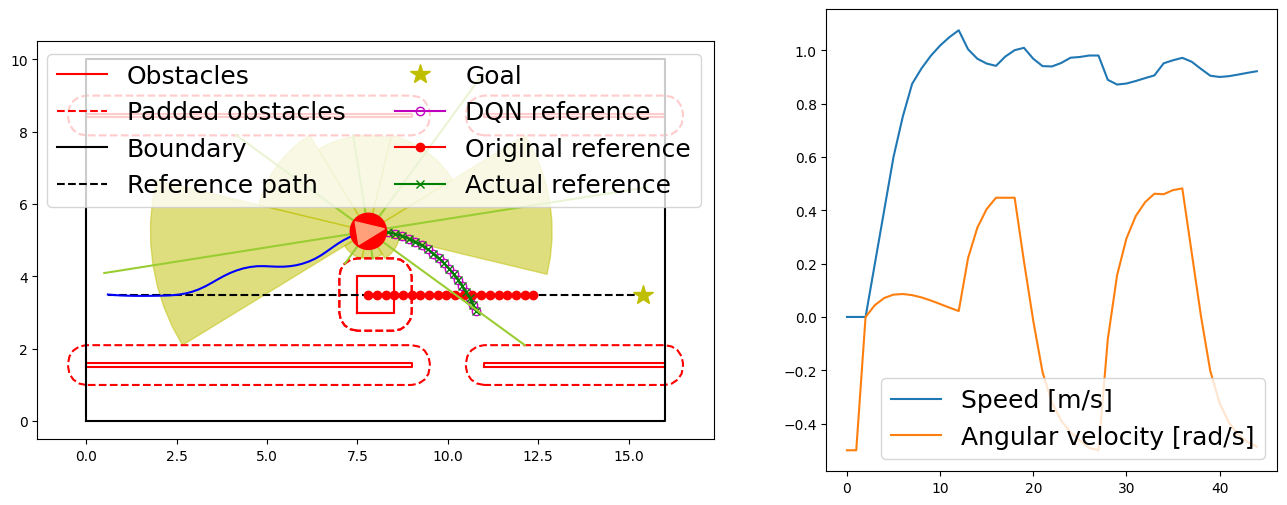 10
8
6
4
2
0
0.0 2.5 5.0 7.5 10.0 12.5 15.0
Obstacles
Padded obstacles
Boundary
Reference path
Goal
DQN reference
Original reference
Actual reference
1.0
0.8
0.6
0.4
0.2
0.0
−0.2
−0.4
0 10 20 30 40
Speed [m/s]
Angular velocity [rad/s]